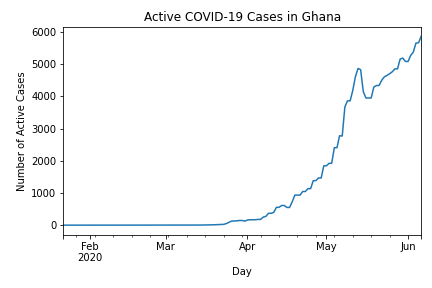 Active COVID-19 Cases in Ghana
6000
5000
4000
3000
2000
1000
0
Number of Active Cases
Feb
2020
Mar
Apr
May
Jun
Day